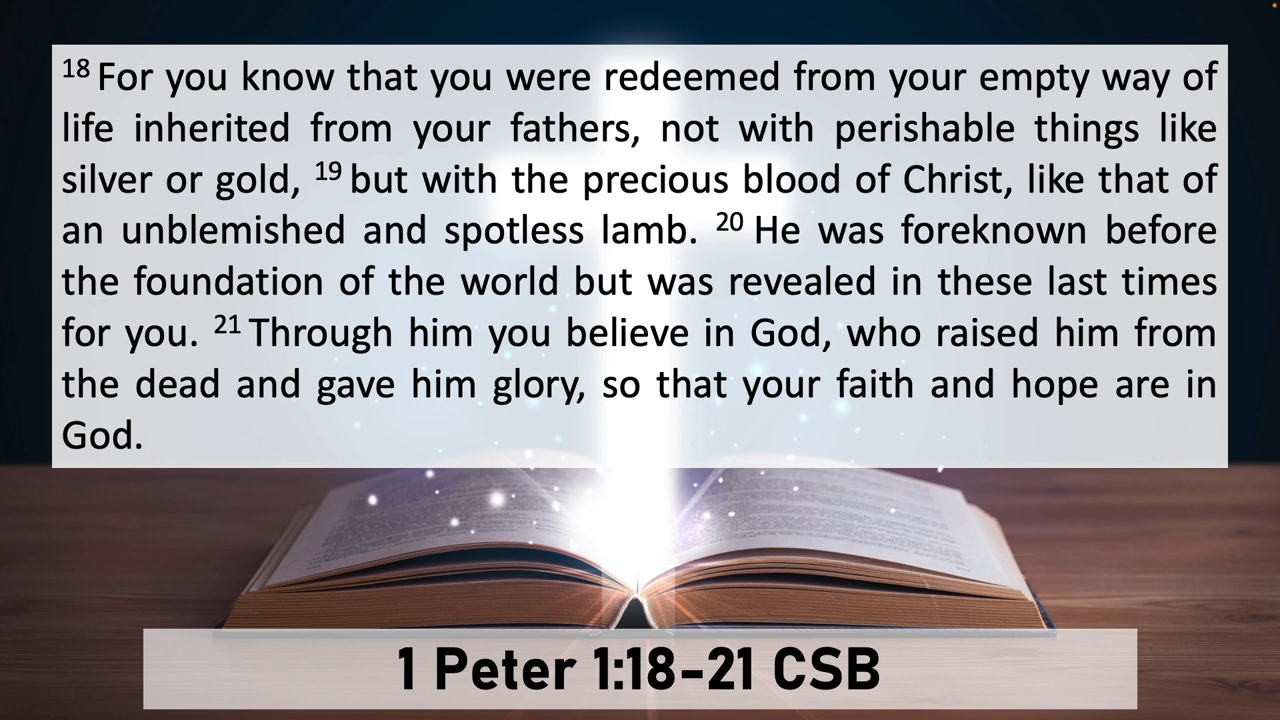 ¹⁸ For you know that you were redeemed from your empty way of
life inherited from your fathers, not with perishable things like
silver or gold, ¹⁹ but with the precious blood of Christ, like that of
an unblemished and spotless lamb. ²⁰ He was foreknown before
the foundation of the world but was revealed in these last times
for you. ²¹ Through him you believe in God, who raised him from
the dead and gave him glory, so that your faith and hope are in
God.
1 Peter 1:18-21 CSB